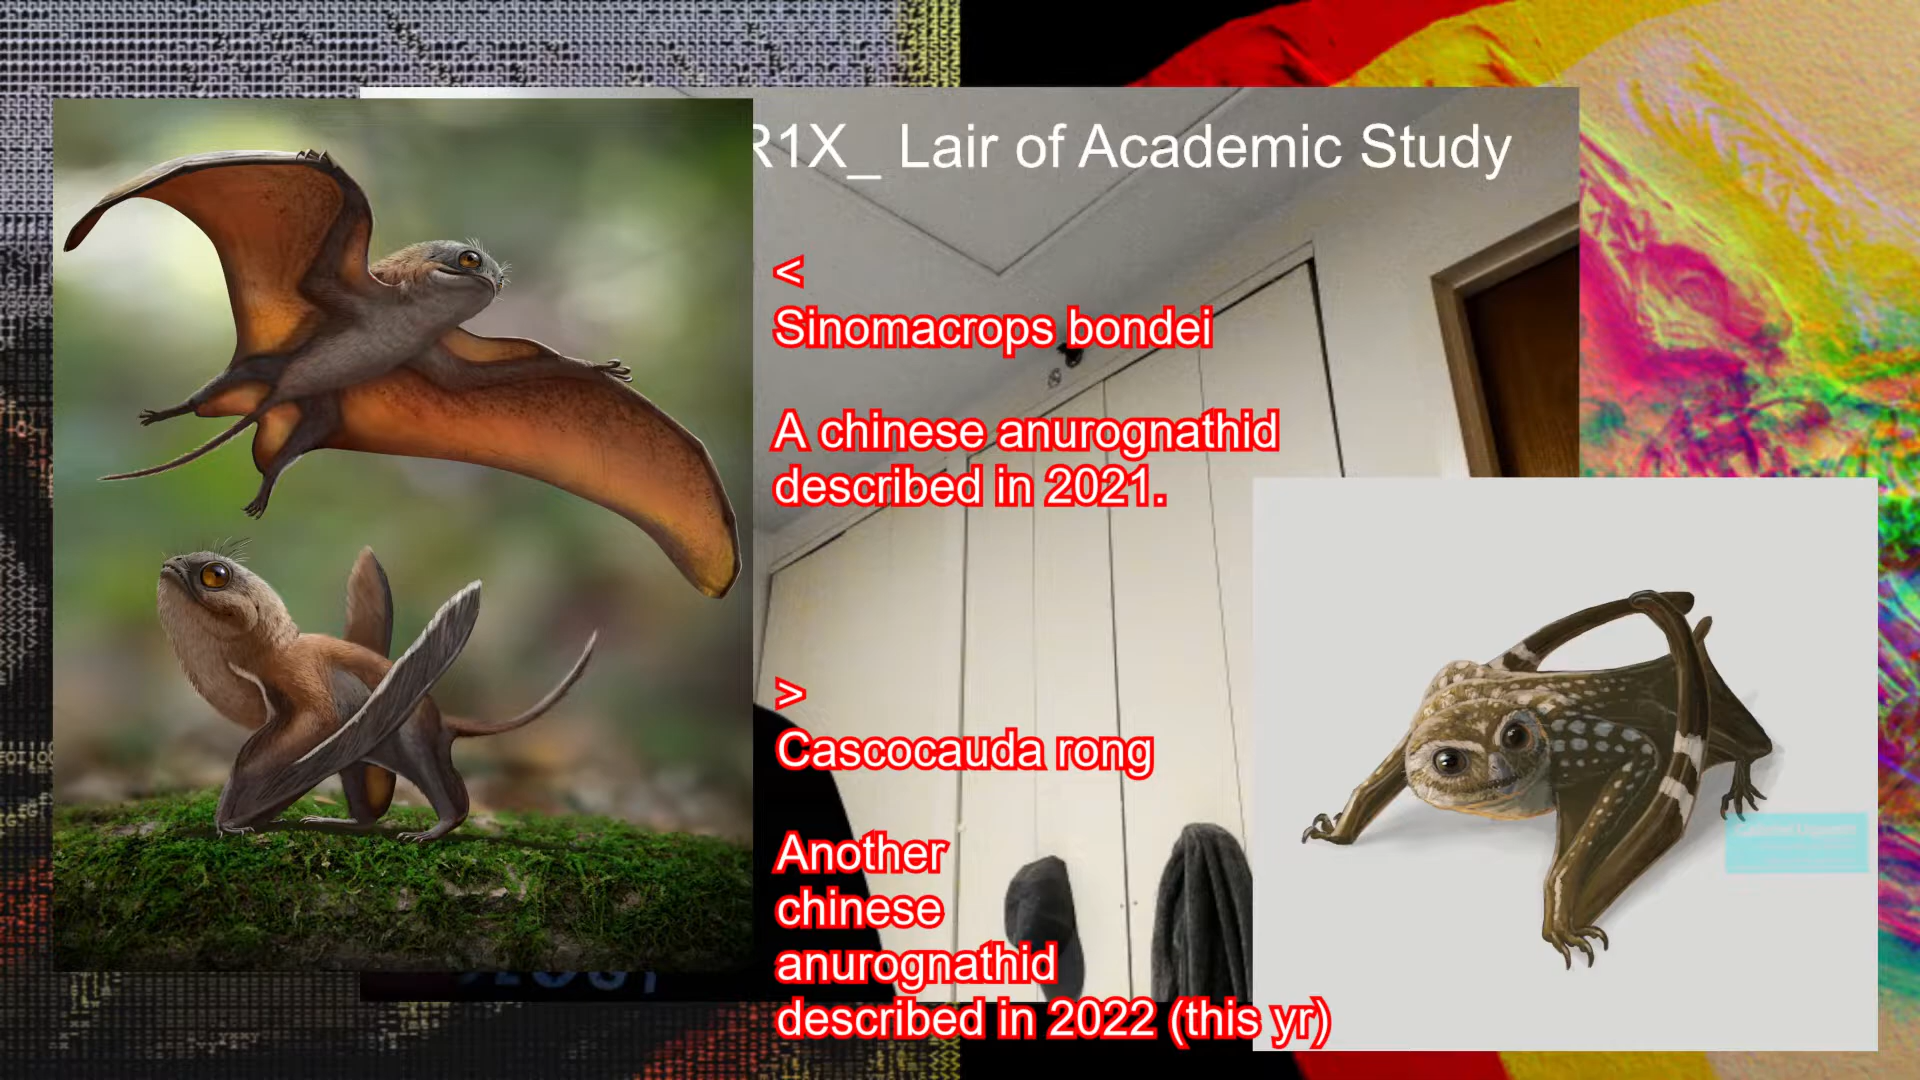 R1X_ Lair of Academic Study
<
Sinomacrops bondei
A chinese anurognathid
described in 2021.
>
Cascocauda rong
Another
chinese
anurognathid
described in 2022 (this yr)